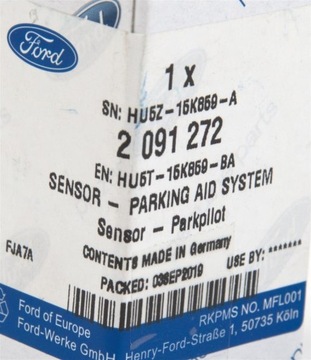 Ford
1 x
SN: HU5Z-15K859-A
2 091 272
EN: HU5T-15K859-BA
SENSOR - PARKING AID SYSTEM
Sensor - Parkpilot
FJA7A
CONTENTS MADE IN Germany
PACKED: 03SEP2019
USE BY: *******
Ford of Europe
RKPMS NO. MFL001
Ford-Werke GmbH, Henry-Ford-Strasse 1, 50735 Köln